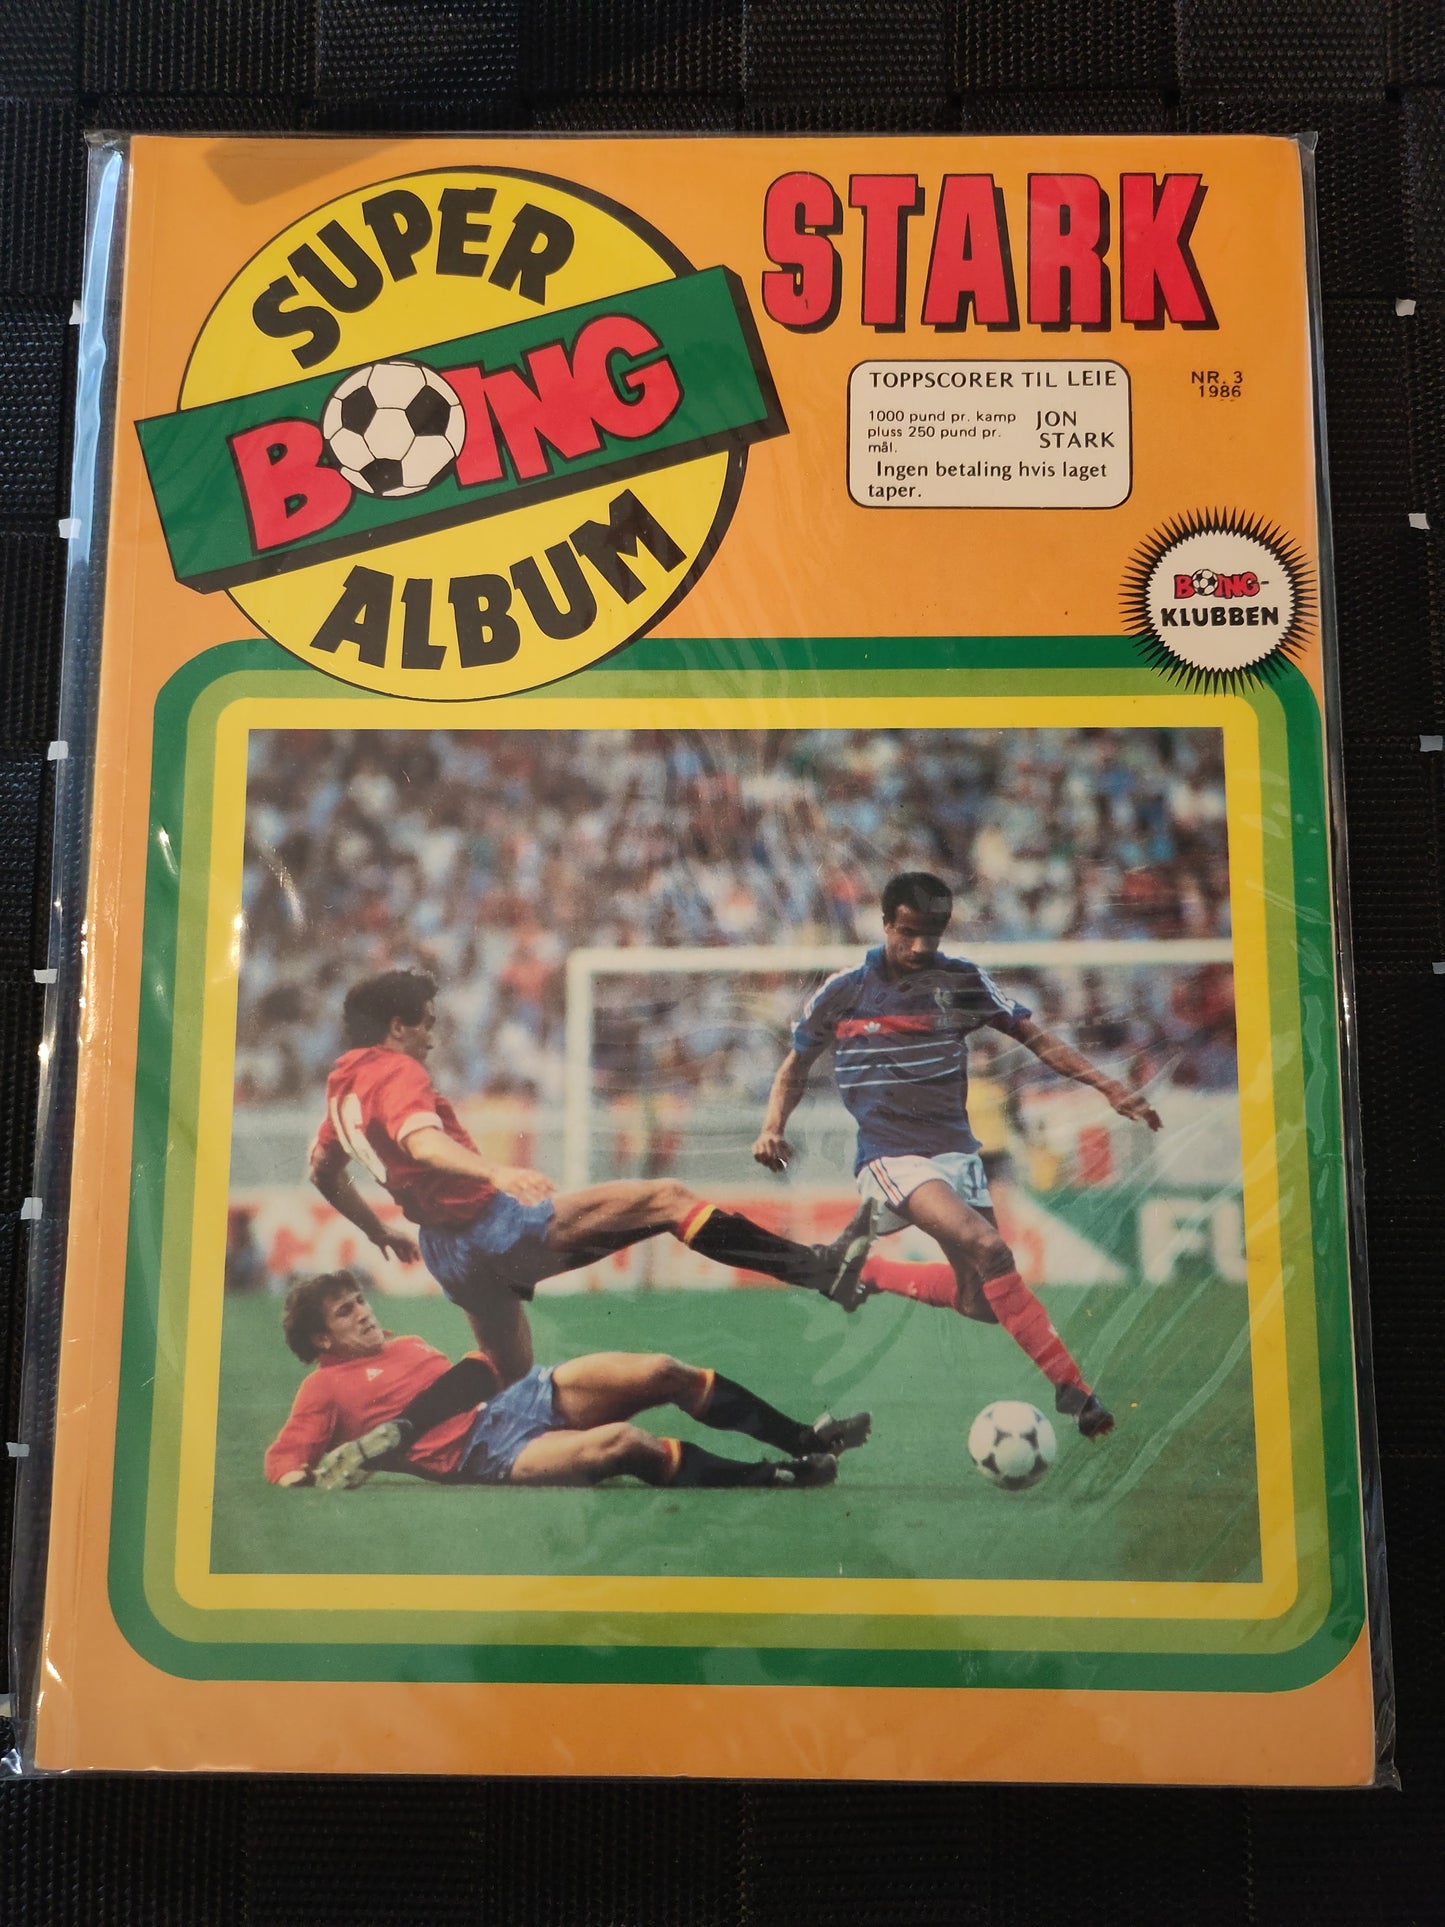 SUPER
BOING
ALBUM
STARK
TOPPSCORER TIL LEIE
1000 pund pr. kamp
pluss 250 pund pr.
mål.
JON
STARK
Ingen betaling hvis laget
taper.
NR. 3
1986
BOING-
KLUBBEN
FU